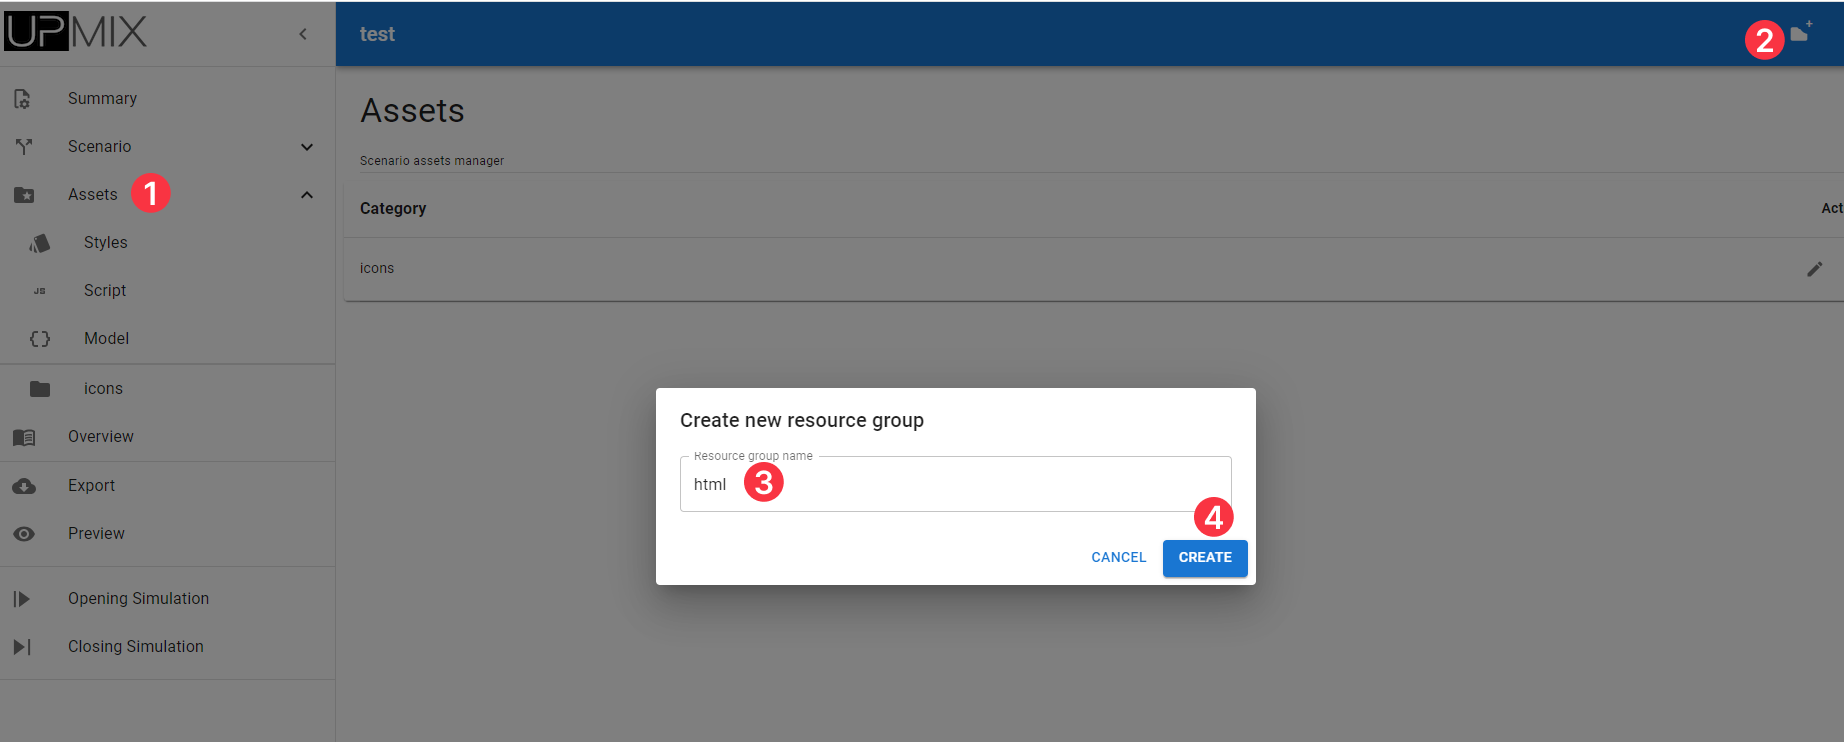 UPMIX
test
2
Summary
Scenario
Assets 1
Styles
JS Script
Model
icons
Overview
Export
Preview
Opening Simulation
Closing Simulation
Assets
Scenario assets manager
Category Act
icons
Create new resource group
Resource group name
html 3
4
CANCEL CREATE